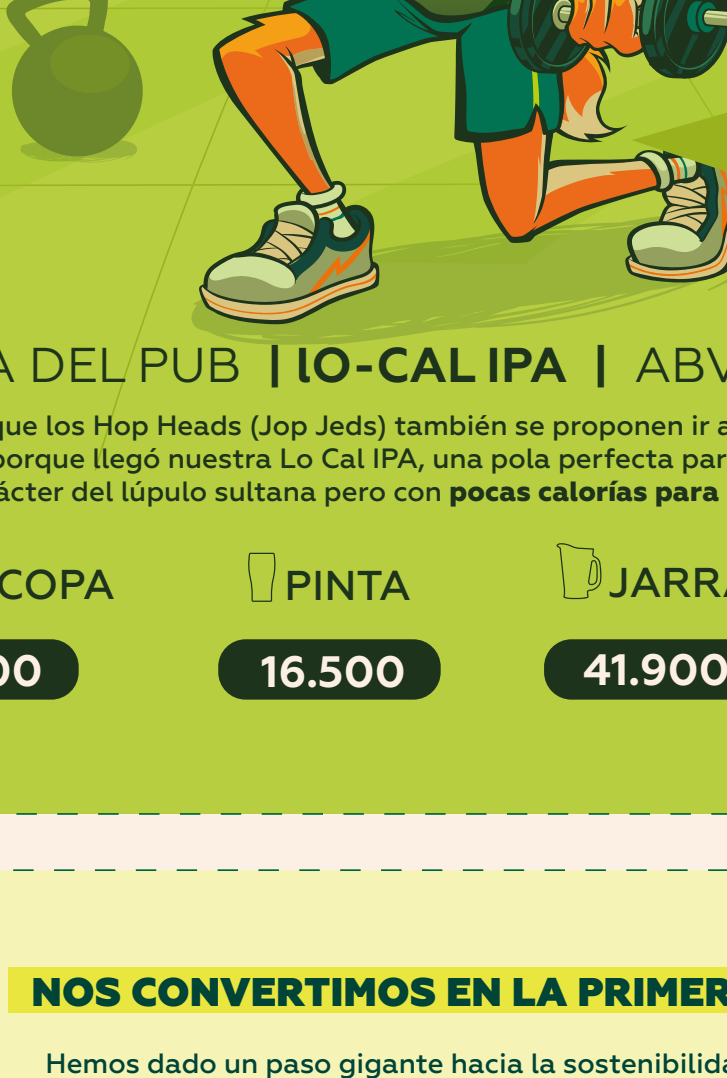 A DEL PUB | lO-CAL IPA | ABV
que los Hop Heads (Jop Jeds) también se proponen ir a
porque llegó nuestra Lo Cal IPA, una pola perfecta par
ácter del lúpulo sultana pero con pocas calorías para
COPA PINTA JARRA
00 16.500 41.900
NOS CONVERTIMOS EN LA PRIMER
Hemos dado un paso gigante hacia la sostenibilida